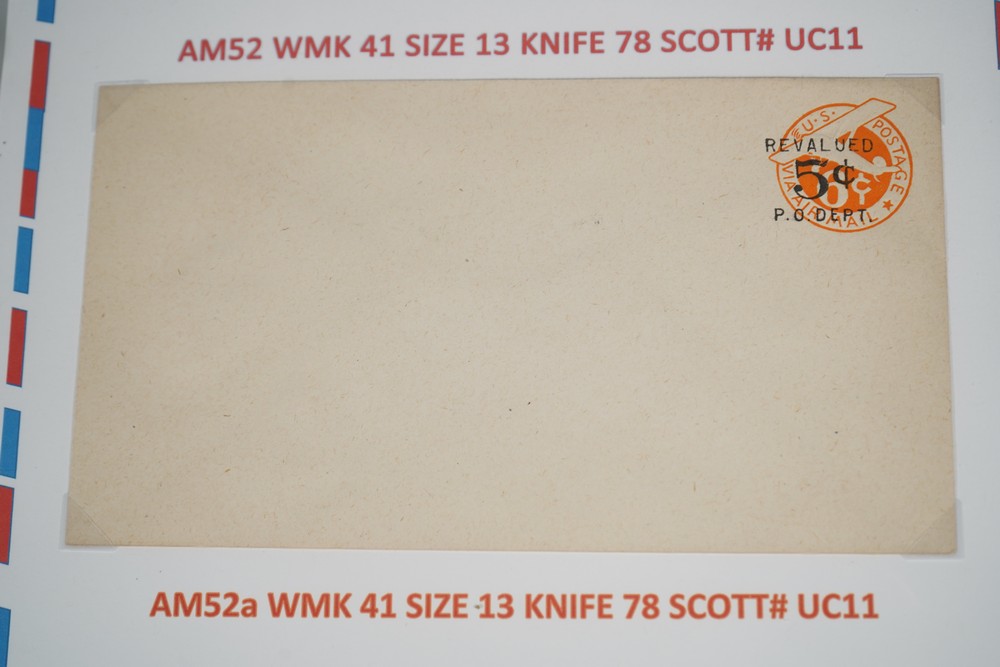 AM52 WMK 41 SIZE 13 KNIFE 78 SCOTT# UC11
U.S. POSTAGE
REVALUED
5¢
6¢
P.O. DEPT.
VIA AIR MAIL
AM52a WMK 41 SIZE 13 KNIFE 78 SCOTT# UC11